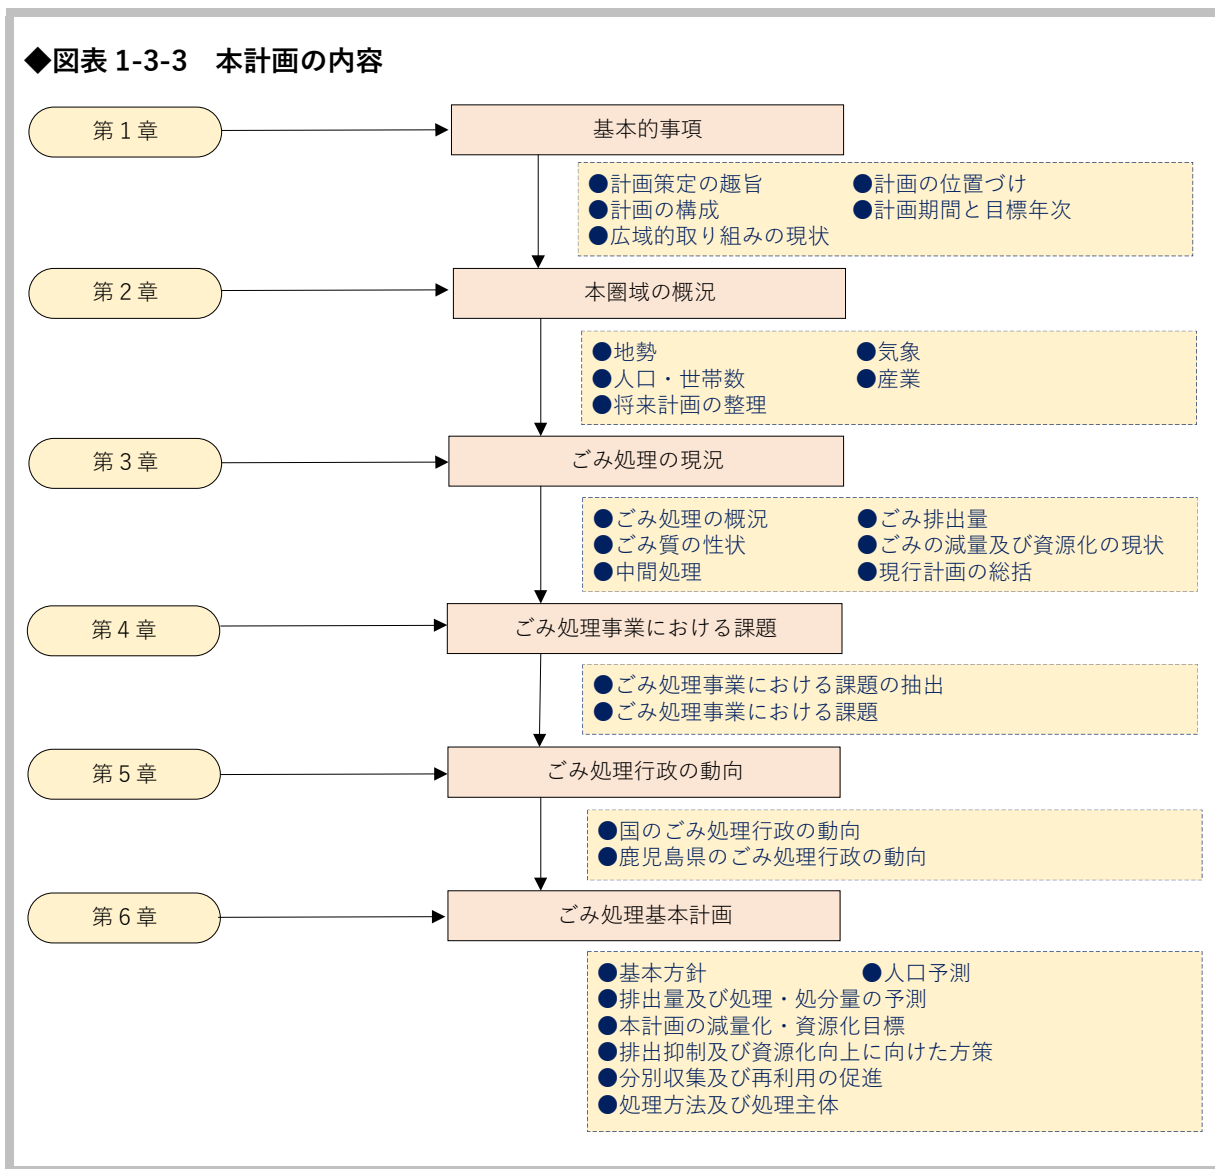 ◆図表 1-3-3　本計画の内容
第１章
基本的事項
●計画策定の趣旨　●計画の位置づけ
●計画の構成　●計画期間と目標年次
●広域的取り組みの現状
第２章
本圏域の概況
●地勢　●気象
●人口・世帯数　●産業
●将来計画の整理
第３章
ごみ処理の現況
●ごみ処理の概況　●ごみ排出量
●ごみ質の性状　●ごみの減量及び資源化の現状
●中間処理　●現行計画の総括
第４章
ごみ処理事業における課題
●ごみ処理事業における課題の抽出
●ごみ処理事業における課題
第５章
ごみ処理行政の動向
●国のごみ処理行政の動向
●鹿児島県のごみ処理行政の動向
第６章
ごみ処理基本計画
●基本方針　●人口予測
●排出量及び処理・処分量の予測
●本計画の減量化・資源化目標
●排出抑制及び資源化向上に向けた方策
●分別収集及び再利用の促進
●処理方法及び処理主体